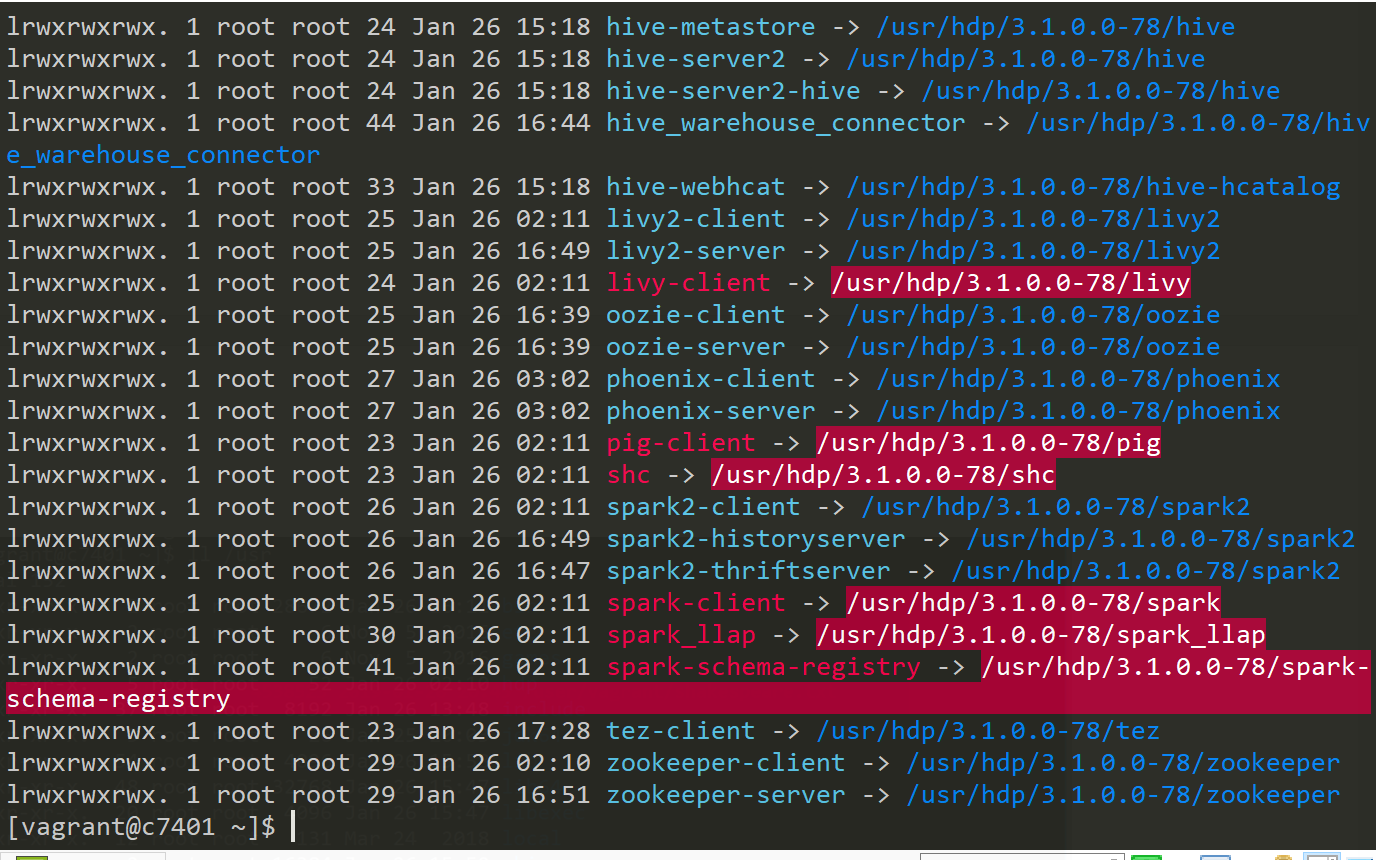 lrwxrwxrwx. 1 root root 24 Jan 26 15:18 hive-metastore -> /usr/hdp/3.1.0.0-78/hive
lrwxrwxrwx. 1 root root 24 Jan 26 15:18 hive-server2 -> /usr/hdp/3.1.0.0-78/hive
lrwxrwxrwx. 1 root root 24 Jan 26 15:18 hive-server2-hive -> /usr/hdp/3.1.0.0-78/hive
lrwxrwxrwx. 1 root root 44 Jan 26 16:44 hive_warehouse_connector -> /usr/hdp/3.1.0.0-78/hiv
e_warehouse_connector
lrwxrwxrwx. 1 root root 33 Jan 26 15:18 hive-webhcat -> /usr/hdp/3.1.0.0-78/hive-hcatalog
lrwxrwxrwx. 1 root root 25 Jan 26 02:11 livy2-client -> /usr/hdp/3.1.0.0-78/livy2
lrwxrwxrwx. 1 root root 25 Jan 26 16:49 livy2-server -> /usr/hdp/3.1.0.0-78/livy2
lrwxrwxrwx. 1 root root 24 Jan 26 02:11 livy-client -> /usr/hdp/3.1.0.0-78/livy
lrwxrwxrwx. 1 root root 25 Jan 26 16:39 oozie-client -> /usr/hdp/3.1.0.0-78/oozie
lrwxrwxrwx. 1 root root 25 Jan 26 16:39 oozie-server -> /usr/hdp/3.1.0.0-78/oozie
lrwxrwxrwx. 1 root root 27 Jan 26 03:02 phoenix-client -> /usr/hdp/3.1.0.0-78/phoenix
lrwxrwxrwx. 1 root root 27 Jan 26 03:02 phoenix-server -> /usr/hdp/3.1.0.0-78/phoenix
lrwxrwxrwx. 1 root root 23 Jan 26 02:11 pig-client -> /usr/hdp/3.1.0.0-78/pig
lrwxrwxrwx. 1 root root 23 Jan 26 02:11 shc -> /usr/hdp/3.1.0.0-78/shc
lrwxrwxrwx. 1 root root 26 Jan 26 02:11 spark2-client -> /usr/hdp/3.1.0.0-78/spark2
lrwxrwxrwx. 1 root root 26 Jan 26 16:49 spark2-historyserver -> /usr/hdp/3.1.0.0-78/spark2
lrwxrwxrwx. 1 root root 26 Jan 26 16:47 spark2-thriftserver -> /usr/hdp/3.1.0.0-78/spark2
lrwxrwxrwx. 1 root root 25 Jan 26 02:11 spark-client -> /usr/hdp/3.1.0.0-78/spark
lrwxrwxrwx. 1 root root 30 Jan 26 02:11 spark_llap -> /usr/hdp/3.1.0.0-78/spark_llap
lrwxrwxrwx. 1 root root 41 Jan 26 02:11 spark-schema-registry -> /usr/hdp/3.1.0.0-78/spark-
schema-registry
lrwxrwxrwx. 1 root root 23 Jan 26 17:28 tez-client -> /usr/hdp/3.1.0.0-78/tez
lrwxrwxrwx. 1 root root 29 Jan 26 02:10 zookeeper-client -> /usr/hdp/3.1.0.0-78/zookeeper
lrwxrwxrwx. 1 root root 29 Jan 26 16:51 zookeeper-server -> /usr/hdp/3.1.0.0-78/zookeeper
[vagrant@c7401 ~]$